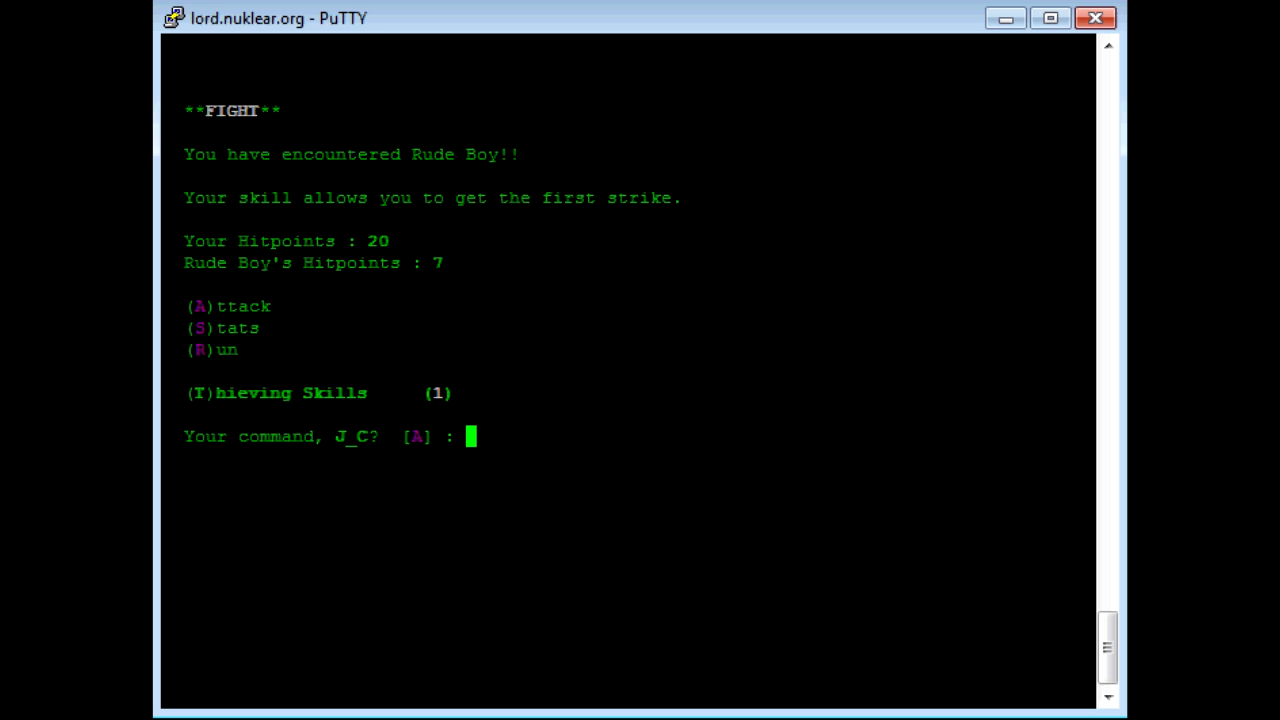 lord.nuklear.org - PuTTY
**FIGHT**
You have encountered Rude Boy!!
Your skill allows you to get the first strike.
Your Hitpoints : 20
Rude Boy's Hitpoints : 7
(A)ttack
(S)tats
(R)un
(T)hieving Skills (1)
Your command, J_C? [A] :